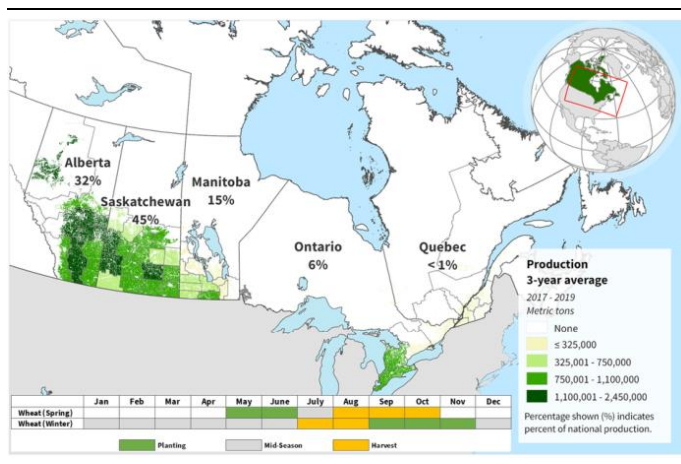 Alberta
32%
Saskatchewan
45%
Manitoba
15%
Ontario
6%
Quebec
< 1%
Production
3-year average
2017 - 2019
Metric tons
None
≤ 325,000
325,001 - 750,000
750,001 - 1,100,000
1,100,001 - 2,450,000
Percentage shown (%) indicates
percent of national production.
Jan Feb Mar Apr May June July Aug Sep Oct Nov Dec
Wheat (Spring)
Wheat (Winter)
Planting Mid-Season Harvest